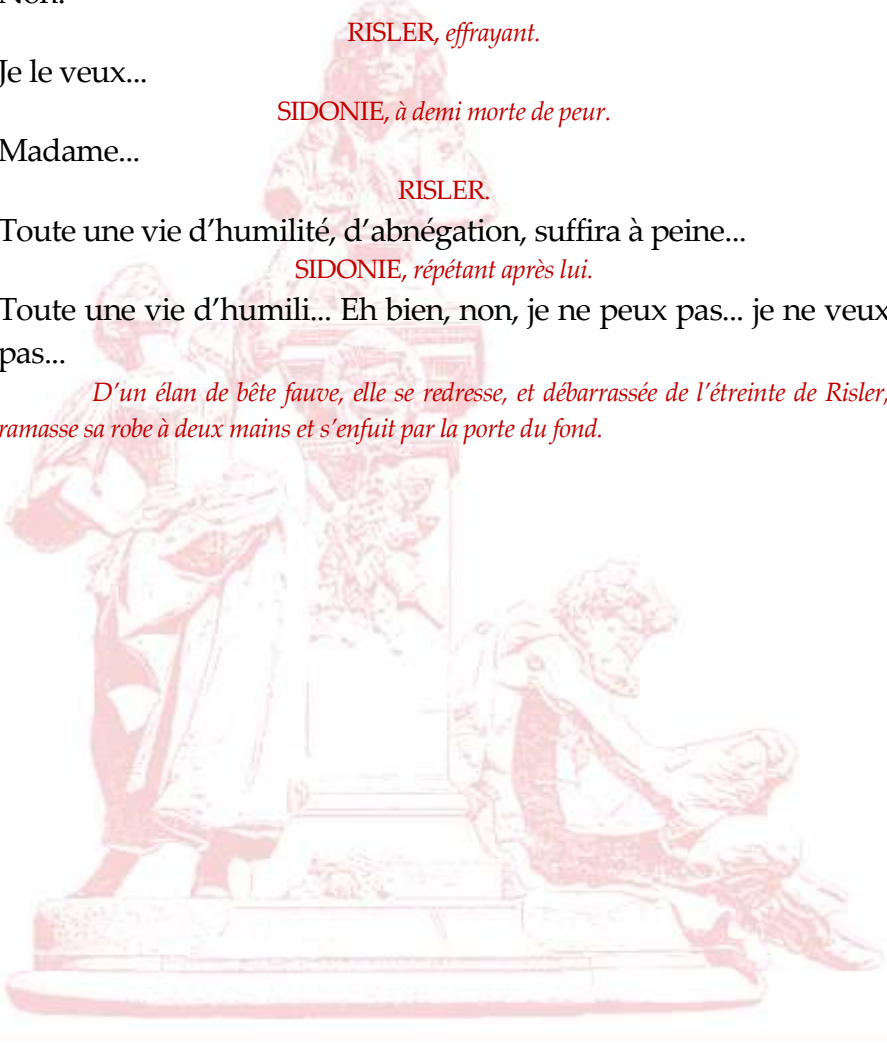 RISLER, effrayant.
Je le veux...
SIDONIE, à demi morte de peur.
Madame...
RISLER.
Toute une vie d’humilité, d’abnégation, suffira à peine...
SIDONIE, répétant après lui.
Toute une vie d’humili... Eh bien, non, je ne peux pas... je ne veux
pas...
D’un élan de bête fauve, elle se redresse, et débarrassée de l’étreinte de Risler,
ramasse sa robe à deux mains et s’enfuit par la porte du fond.